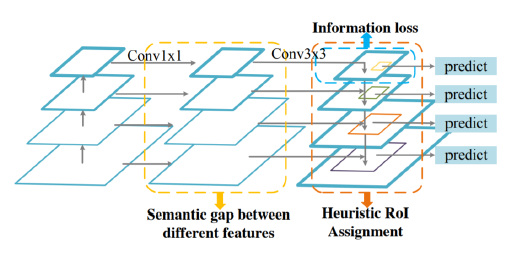 Information loss
Conv1x1
Conv3x3
predict
predict
predict
predict
Semantic gap between
different features
Heuristic RoI
Assignment